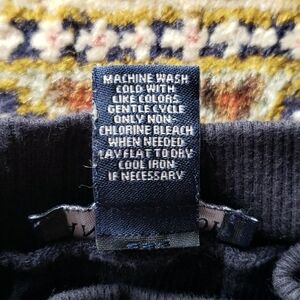 MACHINE WASH
COLD WITH
LIKE COLORS
GENTLE CYCLE
ONLY NON-
CHLORINE BLEACH
WHEN NEEDED
LAY FLAT TO DRY
COOL IRON
IF NECESSARY